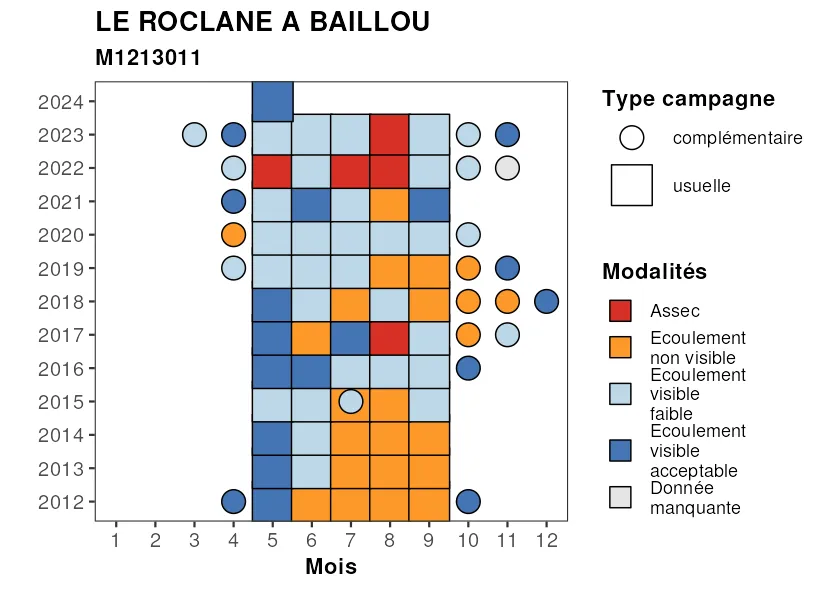 LE ROCLANE A BAILLOU
M1213011
2024
2023
2022
2021
2020
2019
2018
2017
2016
2015
2014
2013
2012
1 2 3 4 5 6 7 8 9 10 11 12
Mois
Type campagne
complémentaire
usuelle
Modalités
Assec
Ecoulement
non visible
Ecoulement
visible
faible
Ecoulement
visible
acceptable
Donnée
manquante